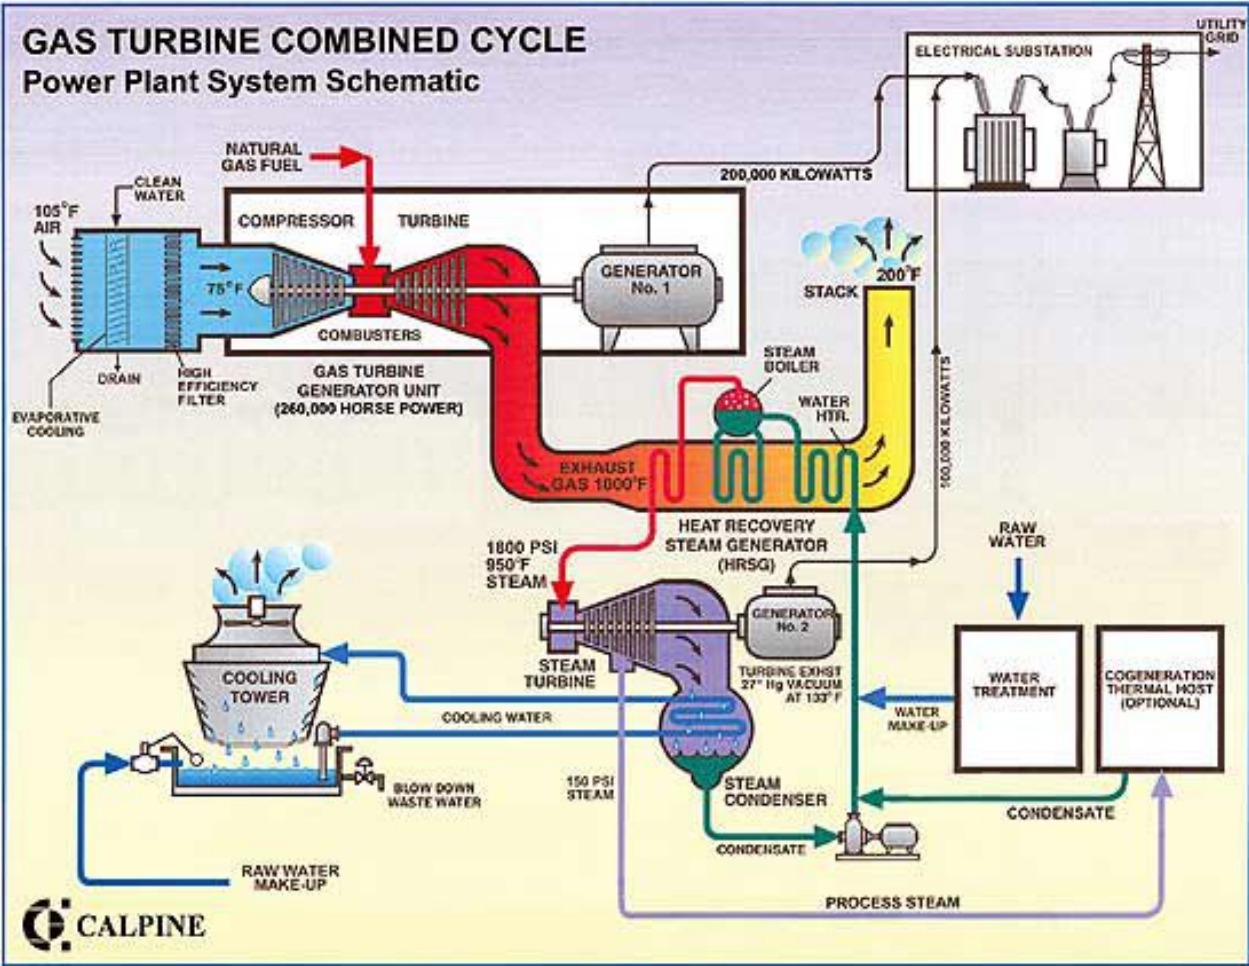 GAS TURBINE COMBINED CYCLE
Power Plant System Schematic
UTILITY
GRID
ELECTRICAL SUBSTATION
NATURAL
GAS FUEL
200,000 KILOWATTS
CLEAN
WATER
105°F
AIR
COMPRESSOR
TURBINE
75°F
GENERATOR
No. 1
200°F
STACK
COMBUSTERS
DRAIN
HIGH
EFFICIENCY
FILTER
GAS TURBINE
GENERATOR UNIT
(260,000 HORSE POWER)
EVAPORATIVE
COOLING
STEAM
BOILER
WATER
HTR.
100,000 KILOWATTS
EXHAUST
GAS 1000°F
HEAT RECOVERY
STEAM GENERATOR
(HRSG)
1800 PSI
950°F
STEAM
RAW
WATER
GENERATOR
No. 2
STEAM
TURBINE
TURBINE EXHST
27" Hg VACUUM
AT 133°F
WATER
TREATMENT
COGENERATION
THERMAL HOST
(OPTIONAL)
COOLING
TOWER
COOLING WATER
WATER
MAKE-UP
150 PSI
STEAM
STEAM
CONDENSER
BLOW DOWN
WASTE WATER
CONDENSATE
CONDENSATE
RAW WATER
MAKE-UP
PROCESS STEAM
CALPINE